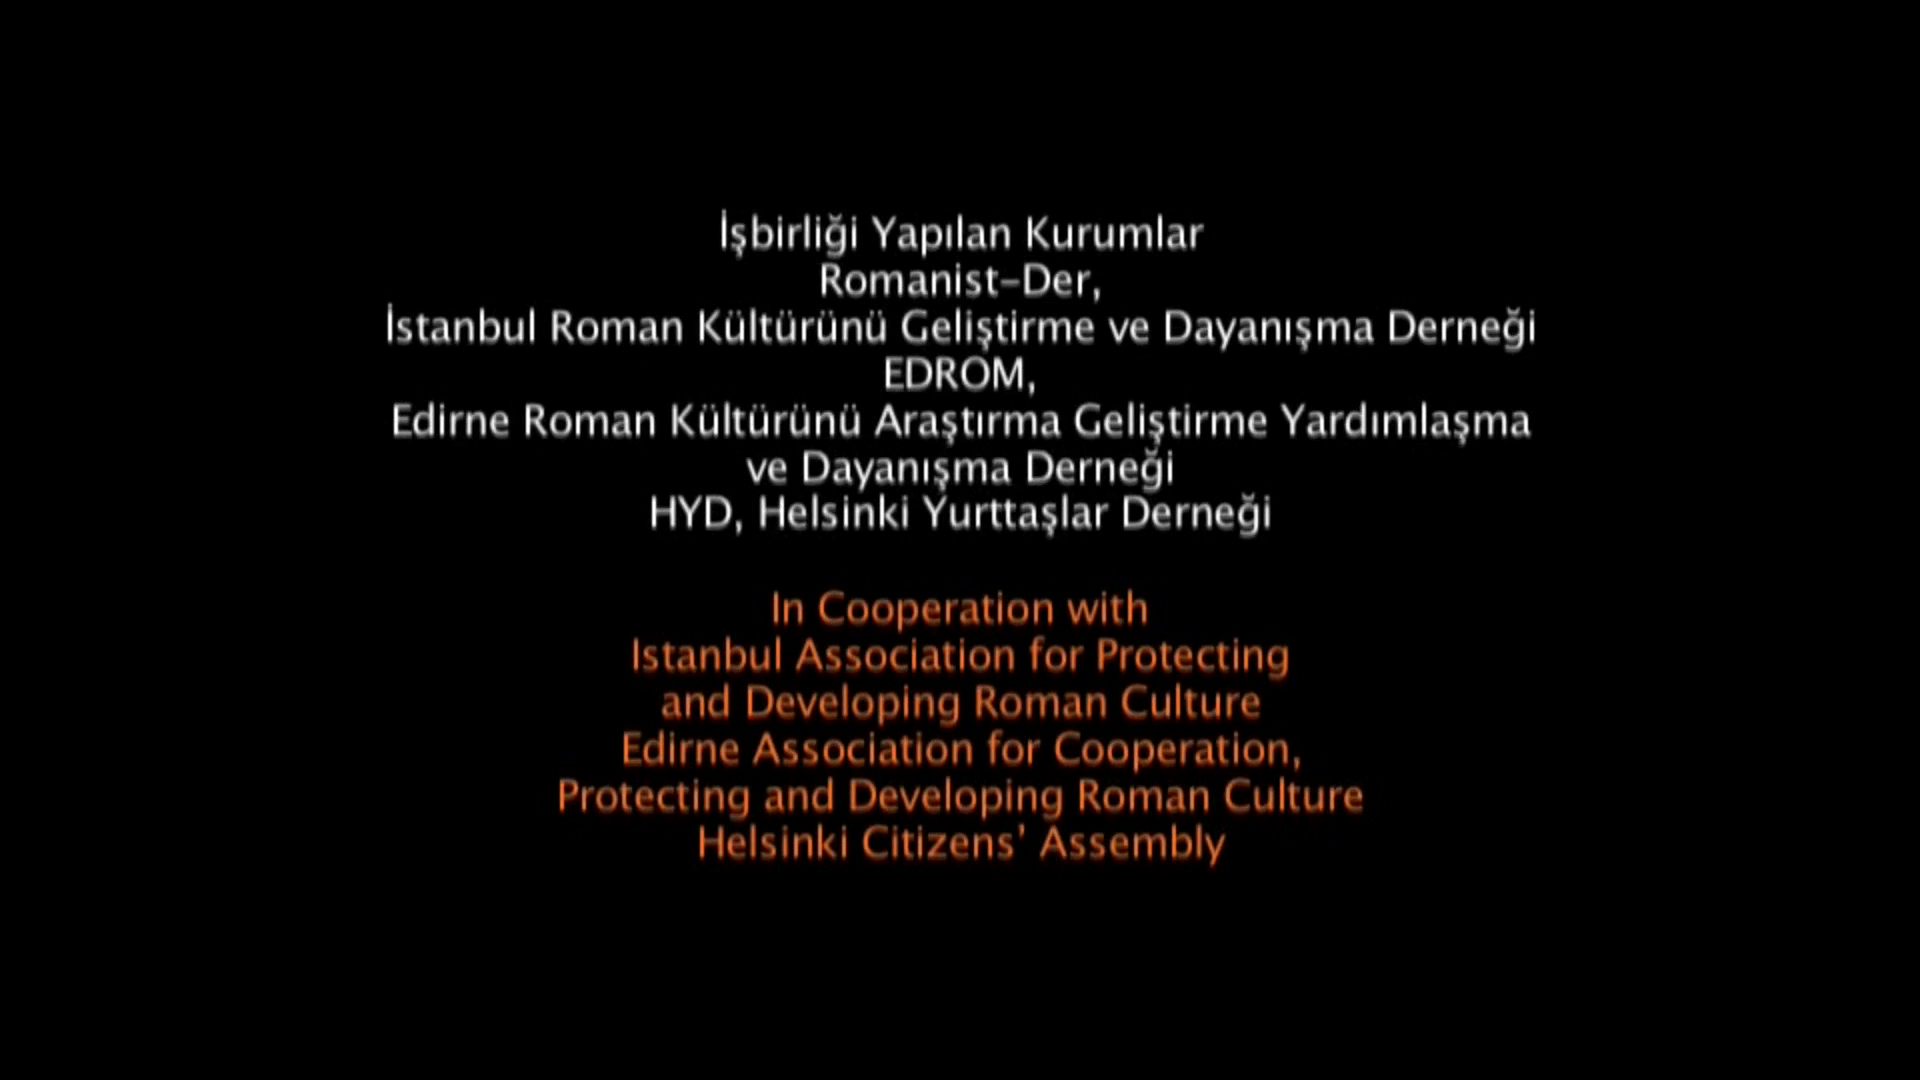 İşbirliği Yapılan Kurumlar
Romanist-Der,
İstanbul Roman Kültürünü Geliştirme ve Dayanışma Derneği
EDROM,
Edirne Roman Kültürünü Araştırma Geliştirme Yardımlaşma
ve Dayanışma Derneği
HYD, Helsinki Yurttaşlar Derneği
In Cooperation with
Istanbul Association for Protecting
and Developing Roman Culture
Edirne Association for Cooperation,
Protecting and Developing Roman Culture
Helsinki Citizens' Assembly